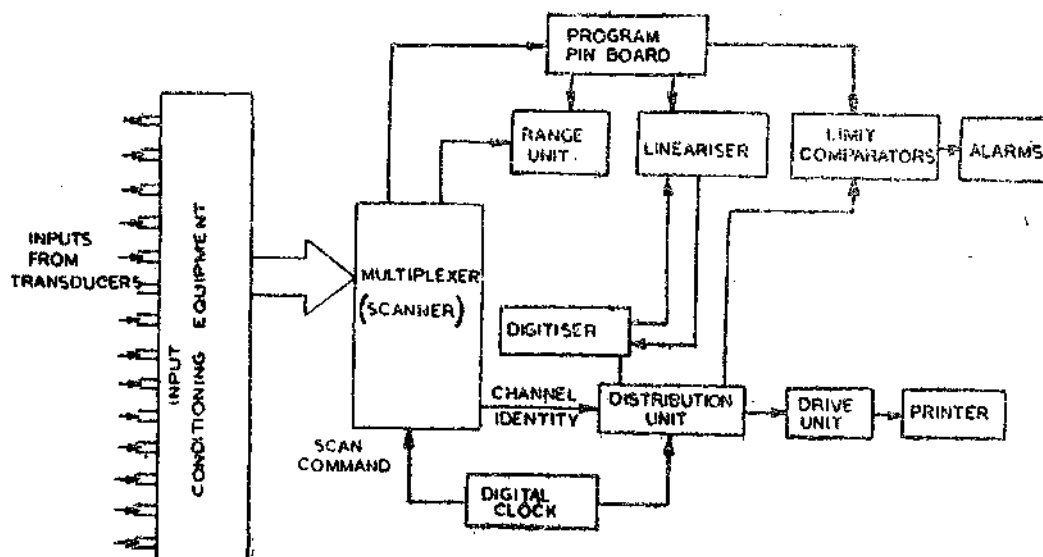 PROGRAM
PIN BOARD
RANGE
UNIT
LINEARISER
LIMIT
COMPARATORS
ALARMS
INPUTS
FROM
TRANSDUCERS
INPUT
CONDITIONING EQUIPMENT
MULTIPLEXER
(SCANNER)
DIGITISER
CHANNEL
IDENTITY
DISTRIBUTION
UNIT
DRIVE
UNIT
PRINTER
SCAN
COMMAND
DIGITAL
CLOCK